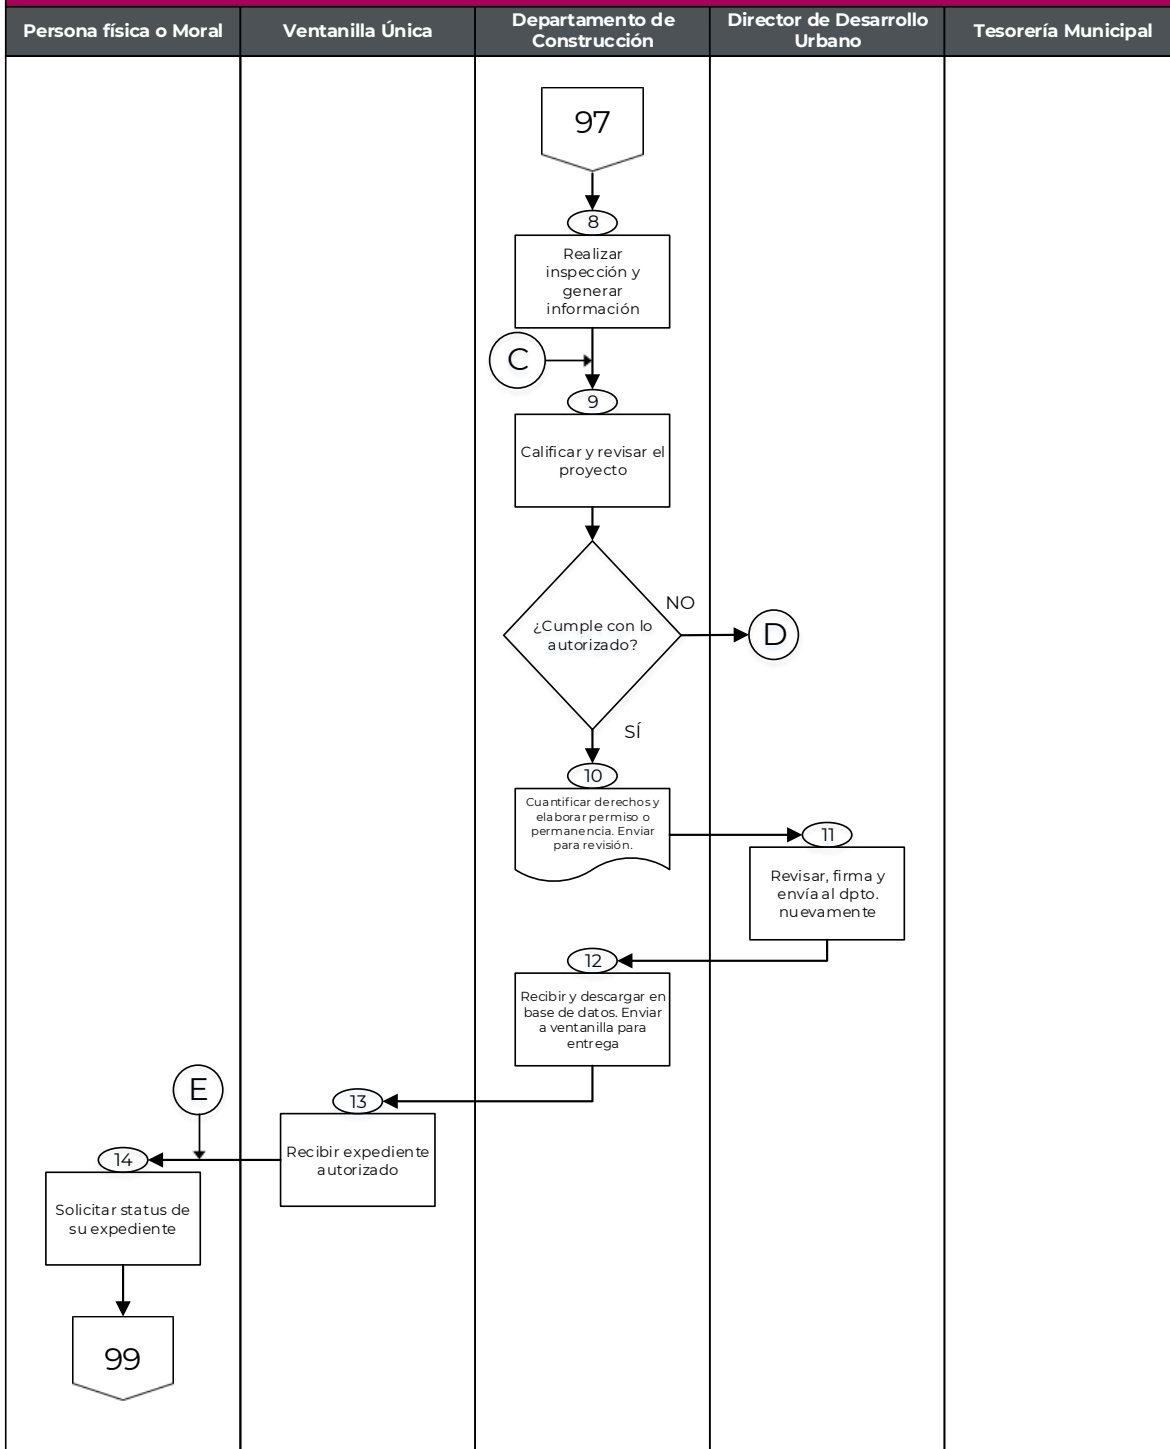 Persona física o Moral
Ventanilla Única
Departamento de
Construcción
Director de Desarrollo
Urbano
Tesorería Municipal
97
8
Realizar
inspección y
generar
información
C
9
Calificar y revisar el
proyecto
¿Cumple con lo
autorizado?
NO
D
SÍ
10
Cuantificar derechos y
elaborar permiso o
permanencia. Enviar
para revisión.
11
Revisar, firma y
envía al dpto.
nuevamente
12
Recibir y descargar en
base de datos. Enviar
a ventanilla para
entrega
E
13
Recibir expediente
autorizado
14
Solicitar status de
su expediente
99